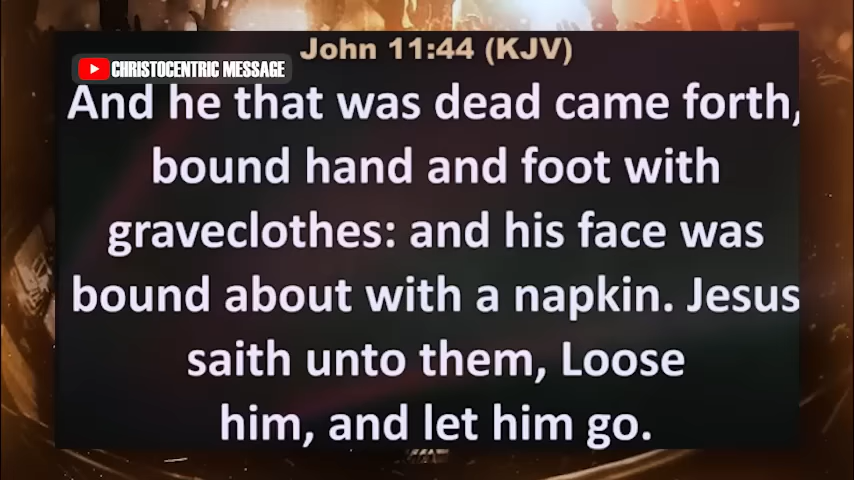 John 11:44 (KJV)
CHRISTOCENTRIC MESSAGE
And he that was dead came forth,
bound hand and foot with
graveclothes: and his face was
bound about with a napkin. Jesus
saith unto them, Loose
him, and let him go.